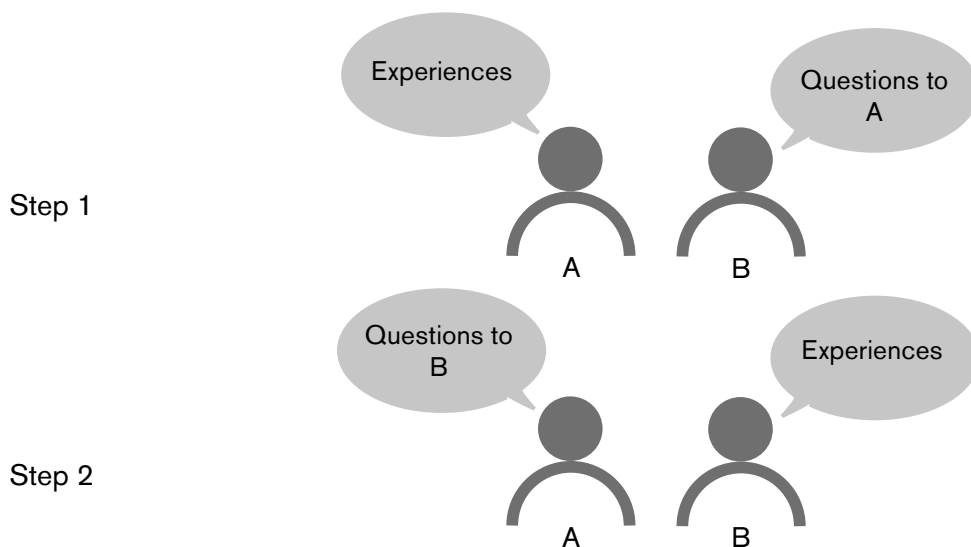 Experiences
Questions to
A
Step 1
A
B
Questions to
B
Experiences
Step 2
A
B